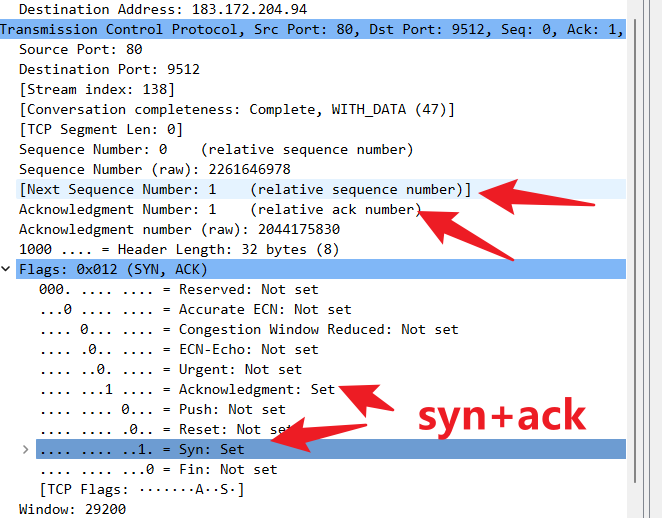 Destination Address: 183.172.204.94
Transmission Control Protocol, Src Port: 80, Dst Port: 9512, Seq: 0, Ack: 1,
Source Port: 80
Destination Port: 9512
[Stream index: 138]
[Conversation completeness: Complete, WITH_DATA (47)]
[TCP Segment Len: 0]
Sequence Number: 0    (relative sequence number)
Sequence Number (raw): 2261646978
[Next Sequence Number: 1    (relative sequence number)]
Acknowledgment Number: 1    (relative ack number)
Acknowledgment number (raw): 2044175830
1000 .... = Header Length: 32 bytes (8)
Flags: 0x012 (SYN, ACK)
000. .... .... = Reserved: Not set
...0 .... .... = Accurate ECN: Not set
.... 0... .... = Congestion Window Reduced: Not set
.... .0.. .... = ECN-Echo: Not set
.... ..0. .... = Urgent: Not set
.... ...1 .... = Acknowledgment: Set
.... .... 0... = Push: Not set
.... .... .0.. = Reset: Not set
syn+ack
.... .... ..1. = Syn: Set
.... .... ...0 = Fin: Not set
[TCP Flags: ·······A··S·]
Window: 29200